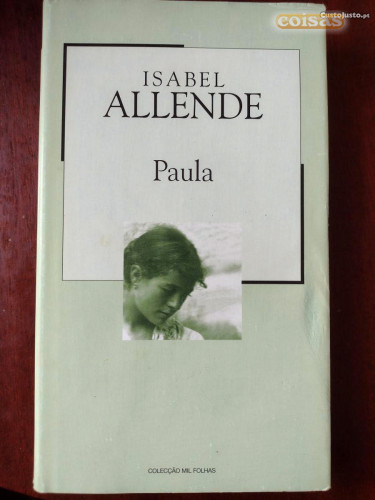 coisas
CustoJusto.pt
ISABEL
ALLENDE
Paula
COLECÇÃO MIL FOLHAS